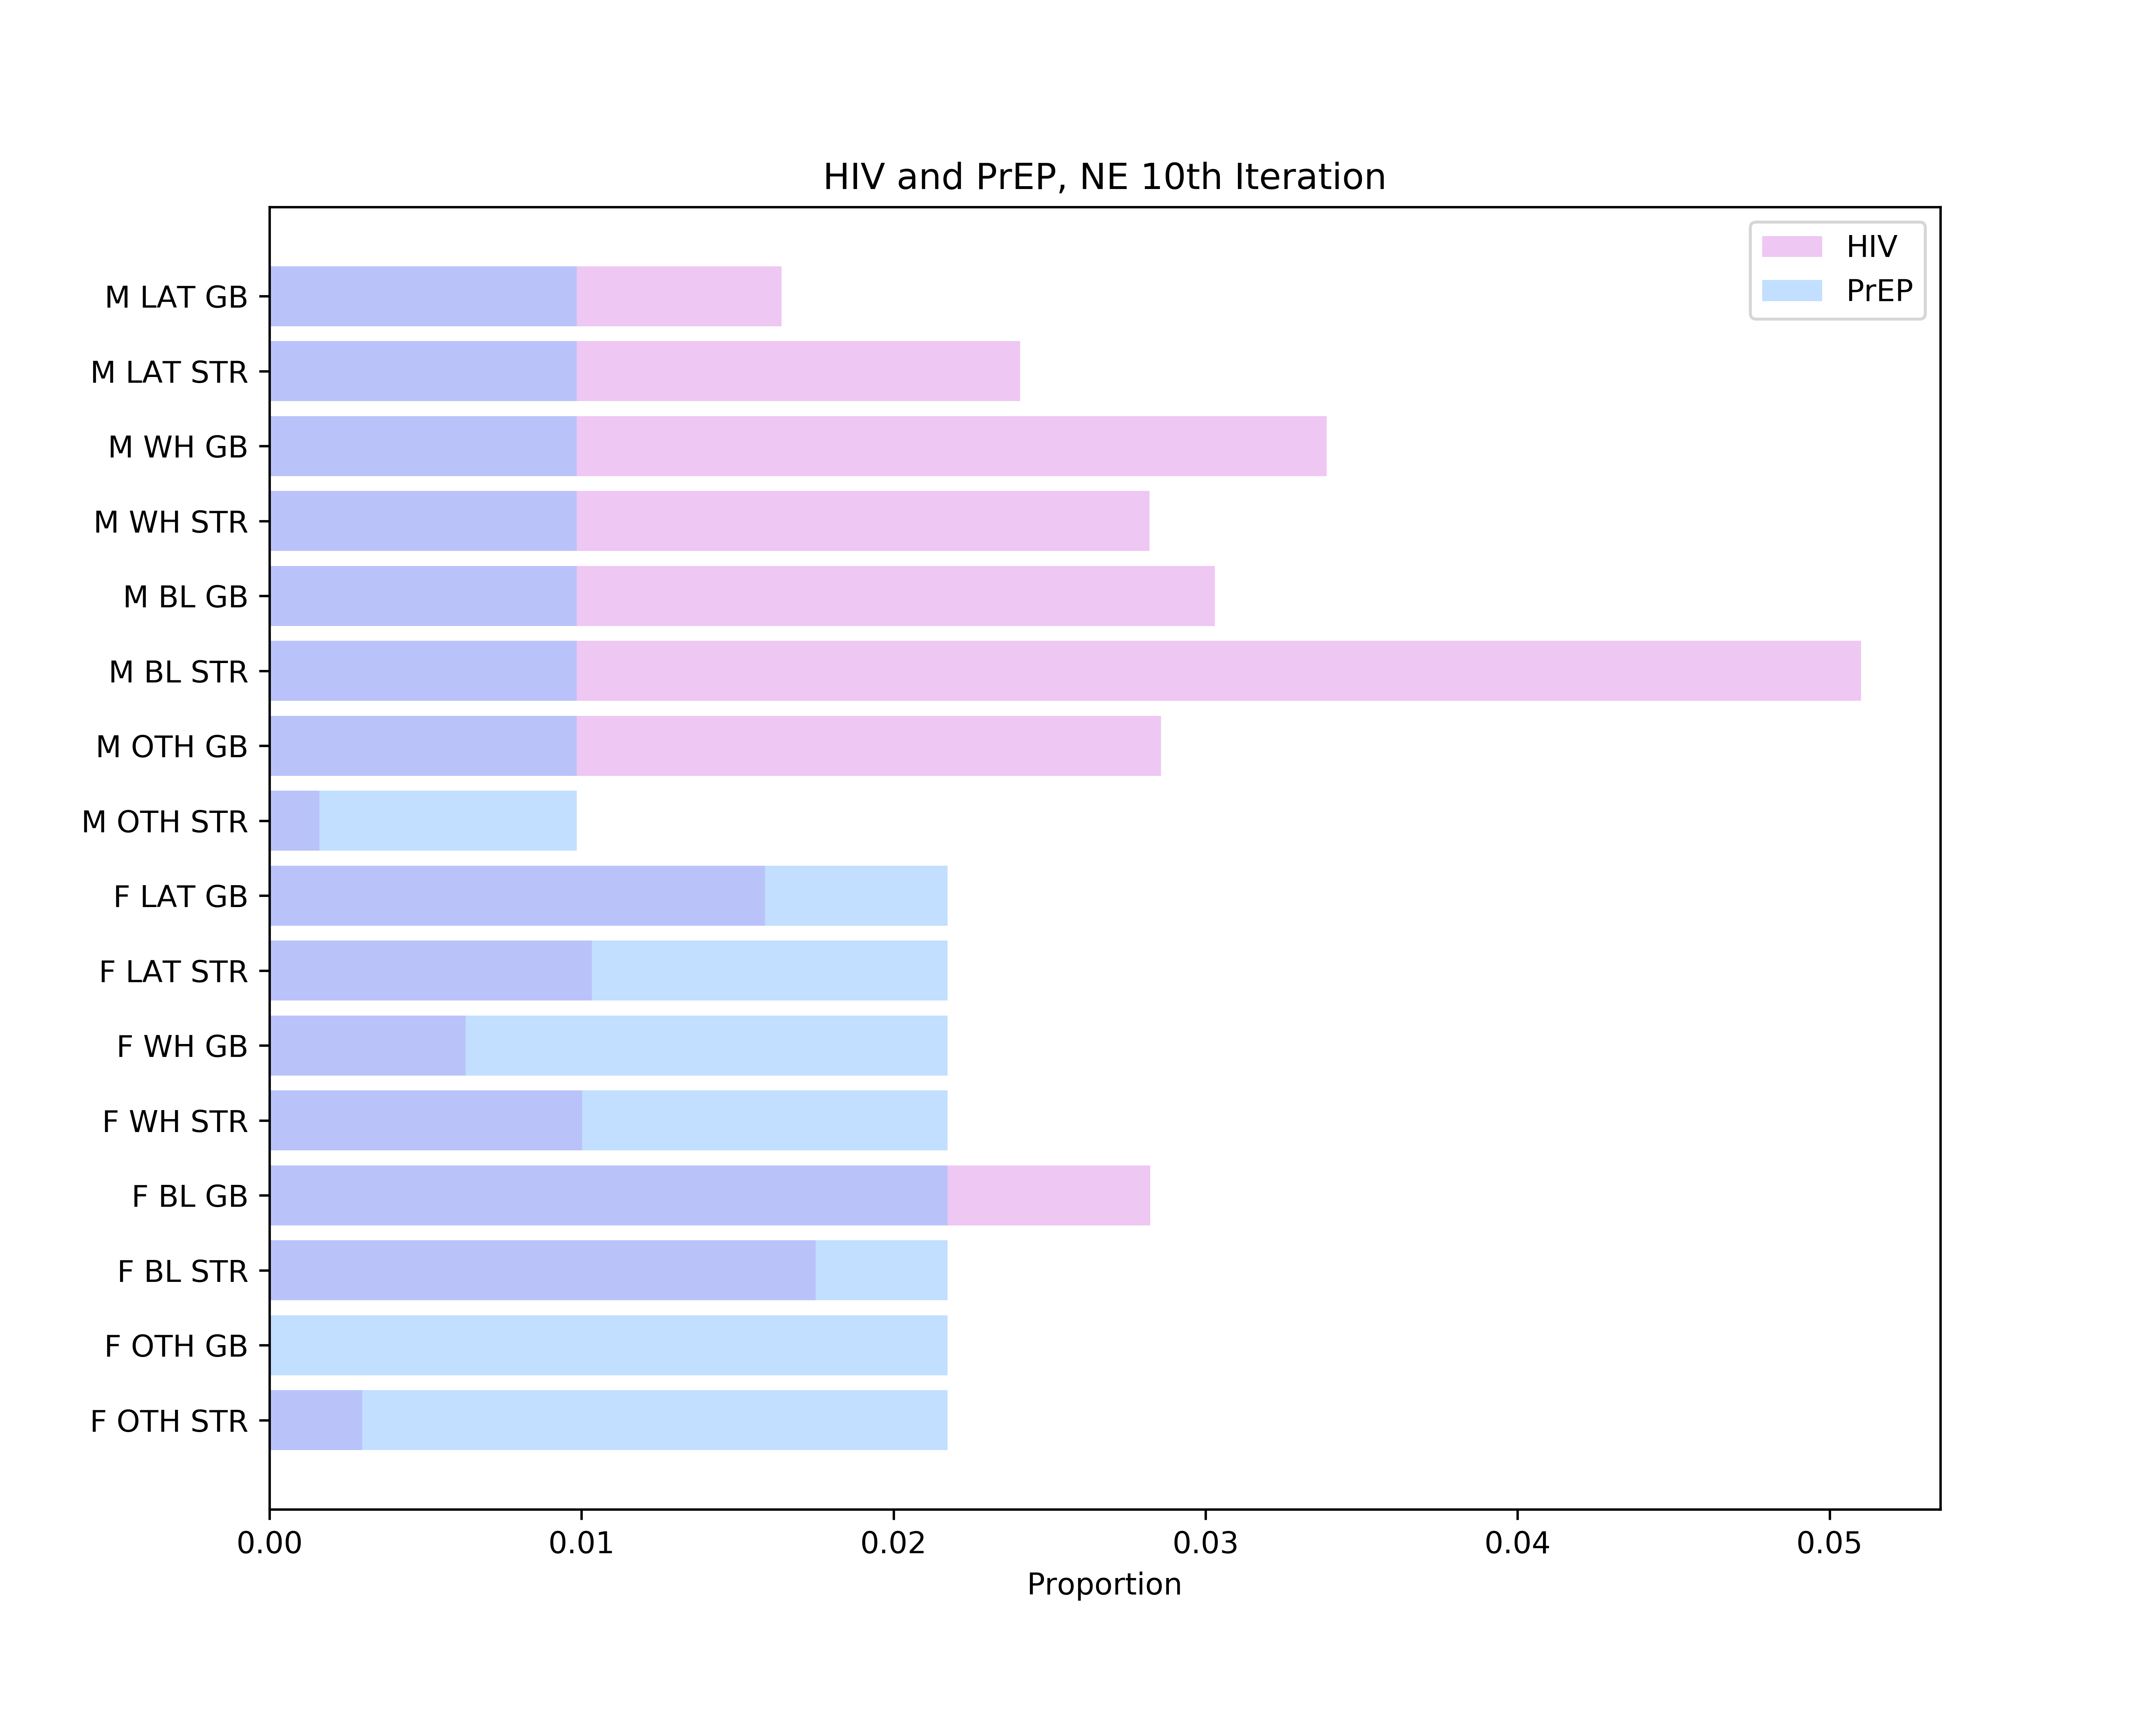 HIV and PrEP, NE 10th Iteration
HIV
PrEP
M LAT GB
M LAT STR
M WH GB
M WH STR
M BL GB
M BL STR
M OTH GB
M OTH STR
F LAT GB
F LAT STR
F WH GB
F WH STR
F BL GB
F BL STR
F OTH GB
F OTH STR
0.00 0.01 0.02 0.03 0.04 0.05
Proportion